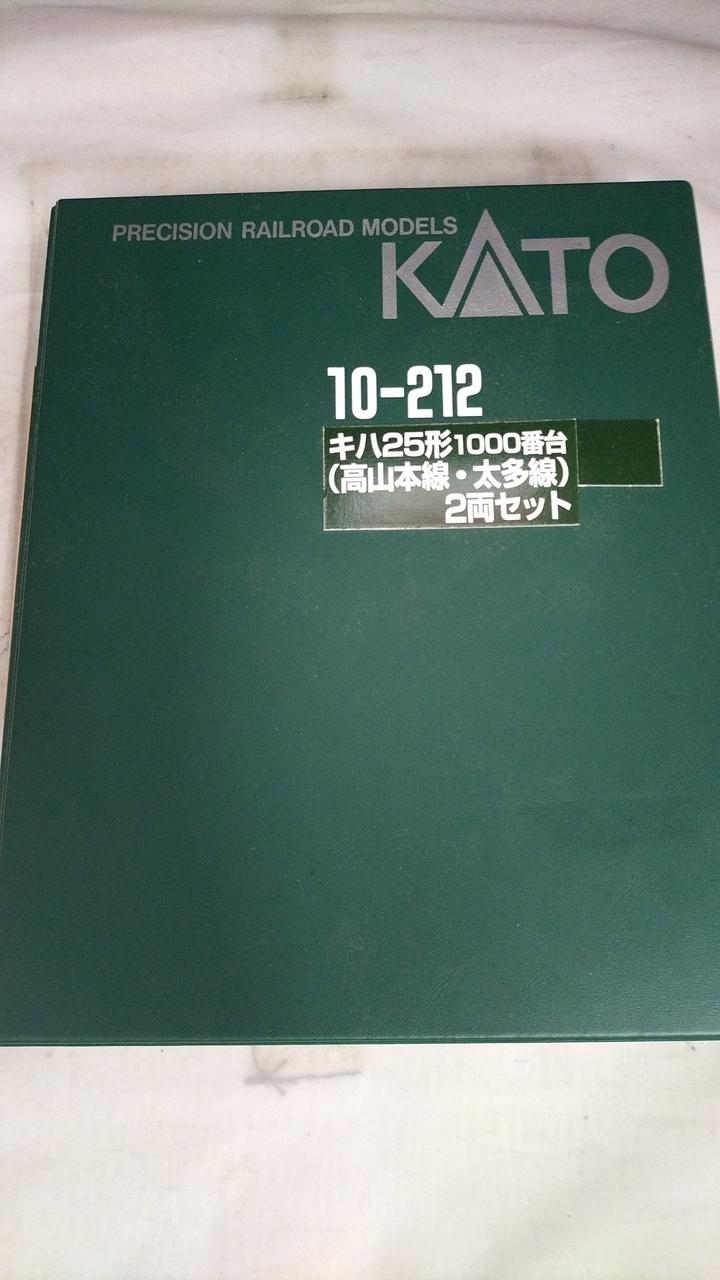 PRECISION RAILROAD MODELS
KATO
10-212
キハ25形1000番台
(高山本線・太多線)
2両セット